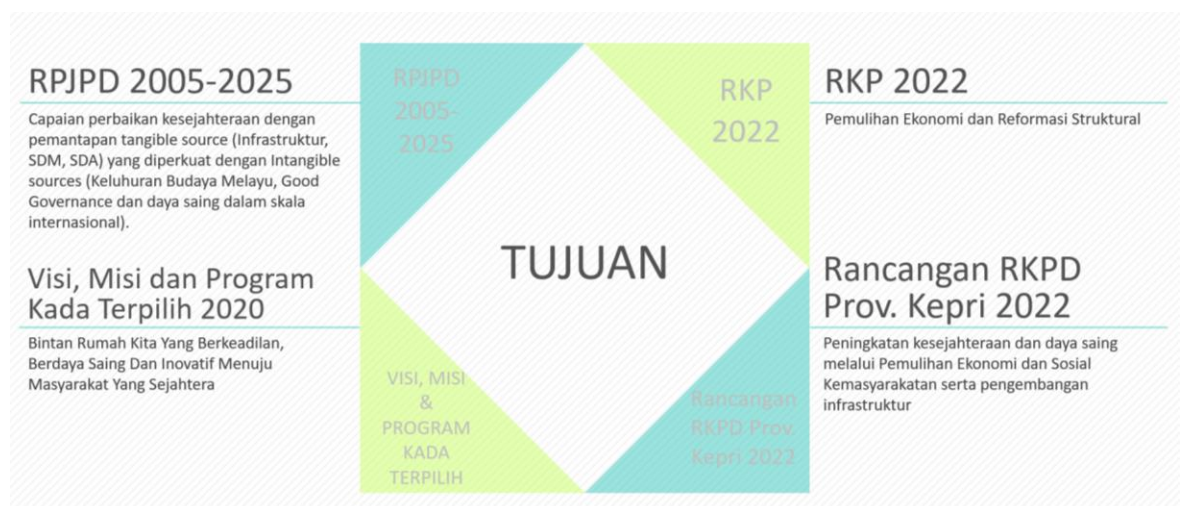 RPJPD 2005-2025
Capaian perbaikan kesejahteraan dengan
pemantapan tangible source (Infrastruktur,
SDM, SDA) yang diperkuat dengan Intangible
sources (Keluhuran Budaya Melayu, Good
Governance dan daya saing dalam skala
internasional).
Visi, Misi dan Program
Kada Terpilih 2020
Bintan Rumah Kita Yang Berkeadilan,
Berdaya Saing Dan Inovatif Menuju
Masyarakat Yang Sejahtera
RPJPD
2005-
2025
RKP
2022
TUJUAN
VISI, MISI
&
PROGRAM
KADA
TERPILIH
Rancangan
RKPD Prov.
Kepri 2022
RKP 2022
Pemulihan Ekonomi dan Reformasi Struktural
Rancangan RKPD
Prov. Kepri 2022
Peningkatan kesejahteraan dan daya saing
melalui Pemulihan Ekonomi dan Sosial
Kemasyarakatan serta pengembangan
infrastruktur